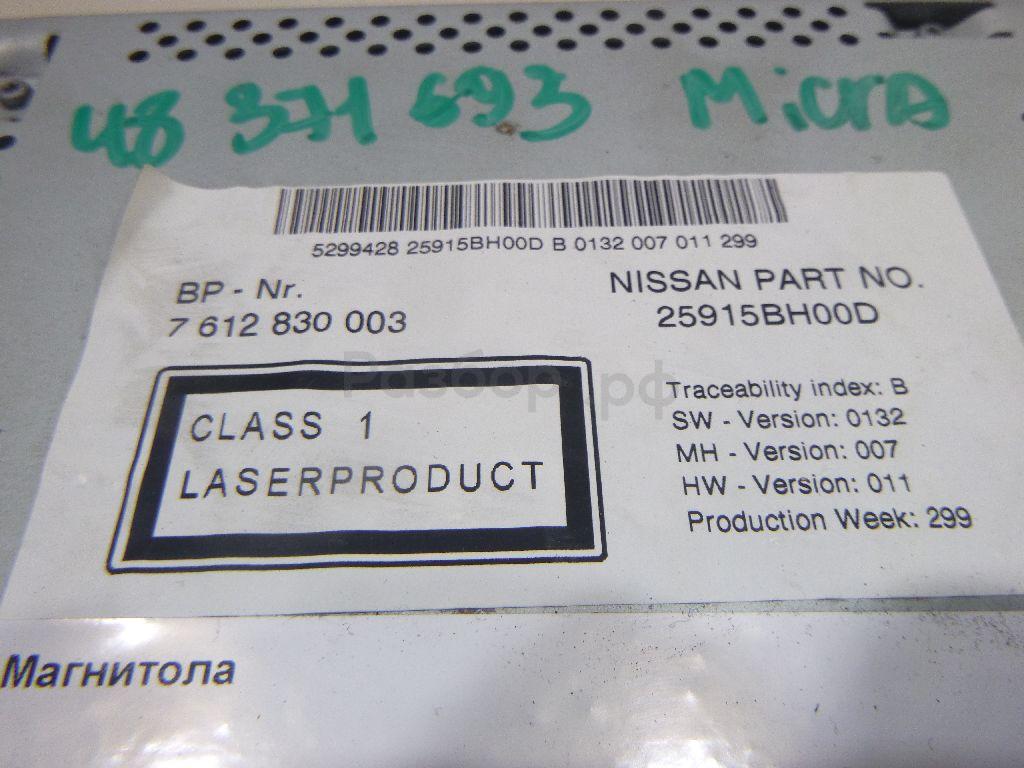 48 371 693 Micra
5299428 25915BH00D B 0132 007 011 299
BP - Nr.
7 612 830 003
NISSAN PART NO.
25915BH00D
CLASS 1
LASERPRODUCT
Разбор.рф
Traceability index: B
SW - Version: 0132
MH - Version: 007
HW - Version: 011
Production Week: 299
Магнитола